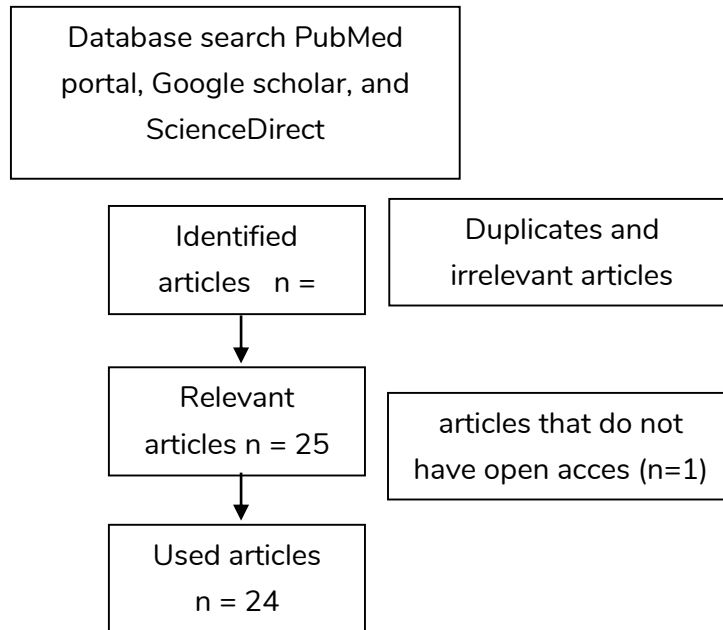 Database search PubMed
portal, Google scholar, and
ScienceDirect
Identified
articles n =
Duplicates and
irrelevant articles
Relevant
articles n = 25
articles that do not
have open acces (n=1)
Used articles
n = 24